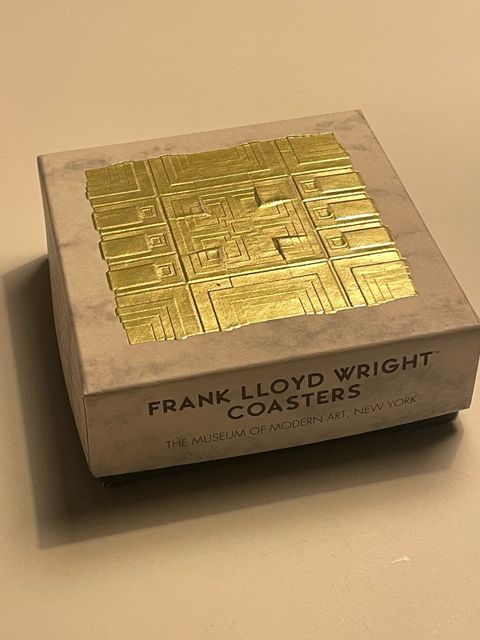 FRANK LLOYD WRIGHT™
COASTERS
THE MUSEUM OF MODERN ART, NEW YORK